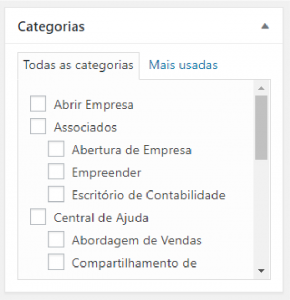 Categorias
Todas as categorias Mais usadas
Abrir Empresa
Associados
Abertura de Empresa
Empreender
Escritório de Contabilidade
Central de Ajuda
Abordagem de Vendas
Compartilhamento de